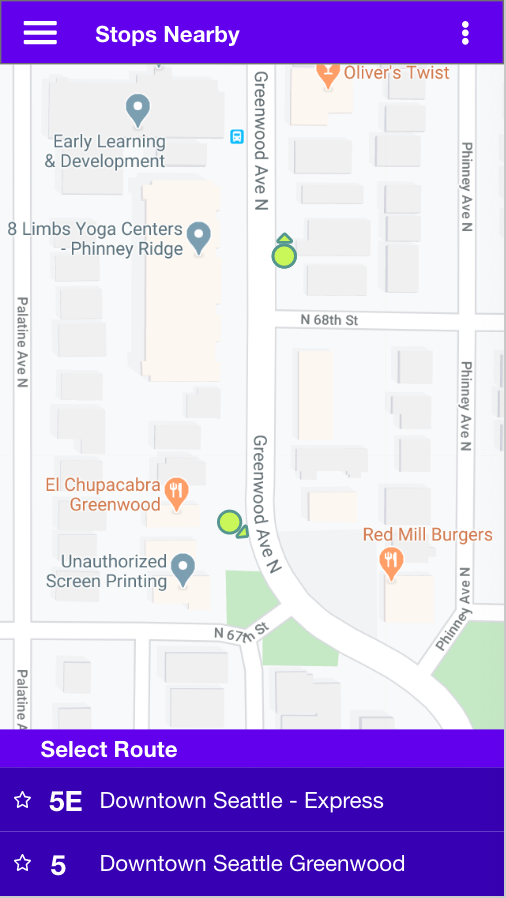 Stops Nearby
Oliver's Twist
Greenwood Ave N
Early Learning
& Development
Phinney Ave N
8 Limbs Yoga Centers
- Phinney Ridge
Palatine Ave N
N 68th St
Phinney Ave N
Greenwood Ave N
El Chupacabra
Greenwood
Red Mill Burgers
Unauthorized
Screen Printing
Phinney Ave N
N 67th St
Palatine A
Select Route
5E Downtown Seattle - Express
5 Downtown Seattle Greenwood